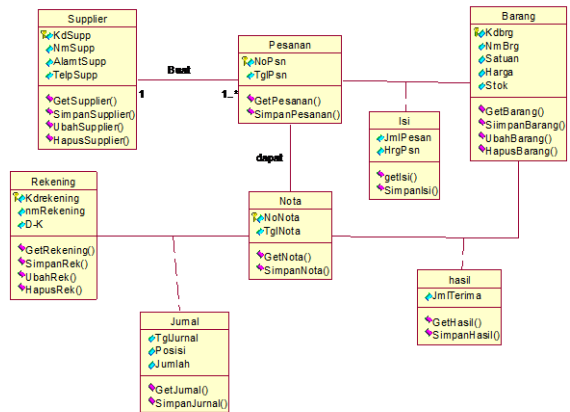 Supplier
KdSupp
NmSupp
AlamtSupp
TelpSupp
GetSupplier()
SimpanSupplier()
UbahSupplier()
HapusSupplier()
Buat
1
1..*
Pesanan
NoPsn
TglPsn
GetPesanan()
SimpanPesanan()
Barang
Kdbrg
NmBrg
Satuan
Harga
Stok
GetBarang()
SiimpanBarang()
UbahBarang()
HapusBarang()
Isi
JmlPesan
HrgPsn
getIsi()
SimpanIsi()
dapat
Rekening
Kdrekening
nmRekening
D-K
GetRekening()
SimpanRek()
UbahRek()
HapusRek()
Nota
NoNota
TglNota
GetNota()
SimpanNota()
hasil
JmlTerima
GetHasil()
SimpanHasil()
Jurnal
TglJurnal
Posisi
Jumlah
GetJurnal()
SimpanJurnal()